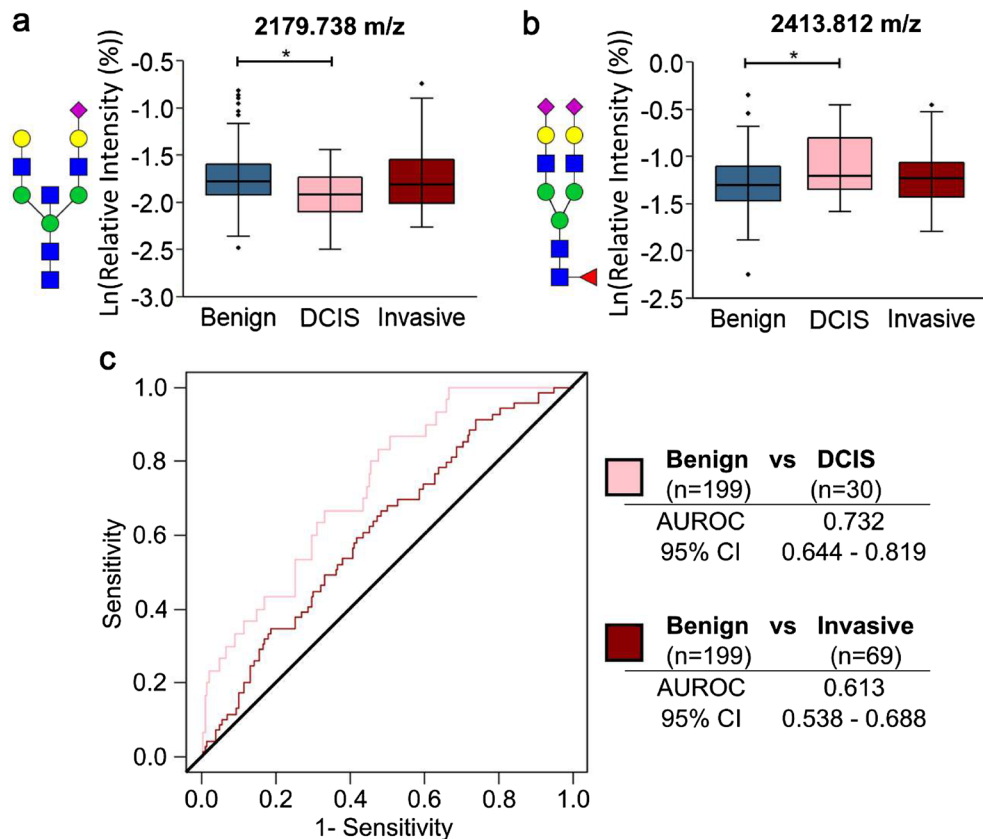 a
2179.738 m/z
Ln(Relative Intensity (%))
-0.5
-1.0
-1.5
-2.0
-2.5
-3.0
*
Benign DCIS Invasive
b
2413.812 m/z
Ln(Relative Intensity (%))
0.0
-0.5
-1.0
-1.5
-2.0
-2.5
*
Benign DCIS Invasive
c
Sensitivity
1.0
0.8
0.6
0.4
0.2
0.0
0.0 0.2 0.4 0.6 0.8 1.0
1- Sensitivity
Benign vs DCIS
(n=199) (n=30)
AUROC 0.732
95% CI 0.644 - 0.819
Benign vs Invasive
(n=199) (n=69)
AUROC 0.613
95% CI 0.538 - 0.688